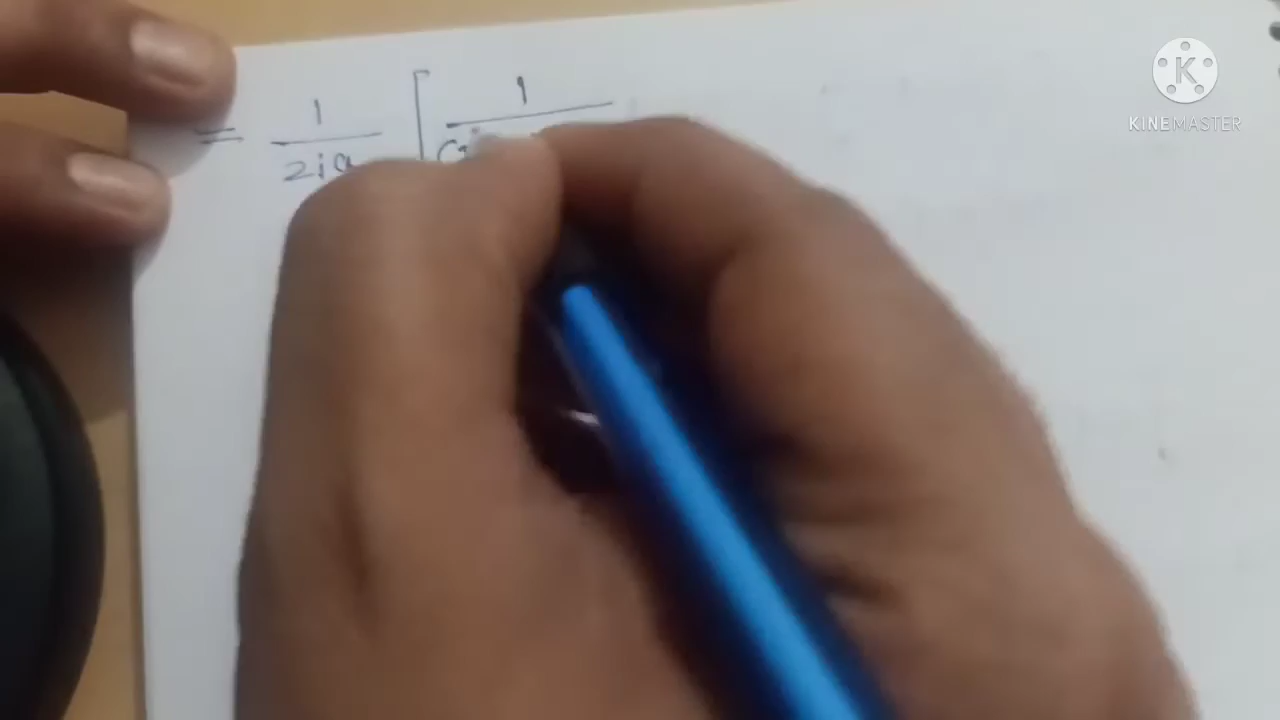 K
KINEMASTER
= 1/2ia [ 1/(